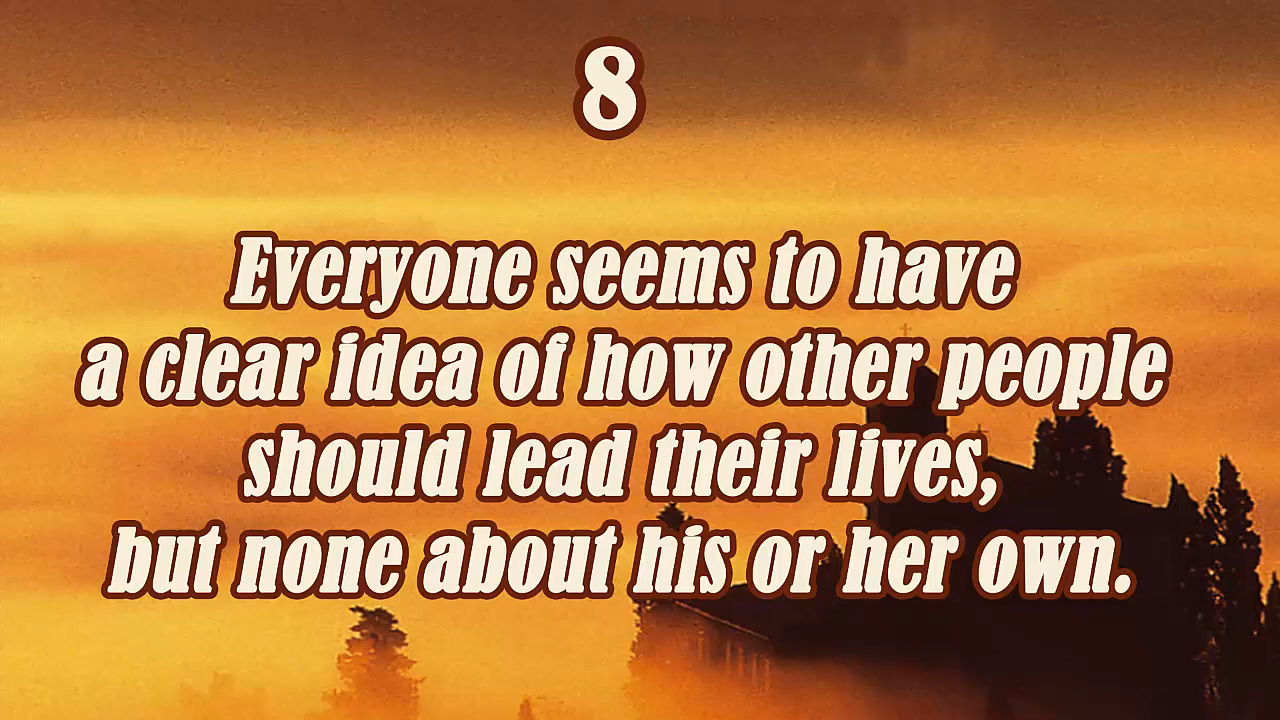 8
Everyone seems to have
a clear idea of how other people
should lead their lives,
but none about his or her own.